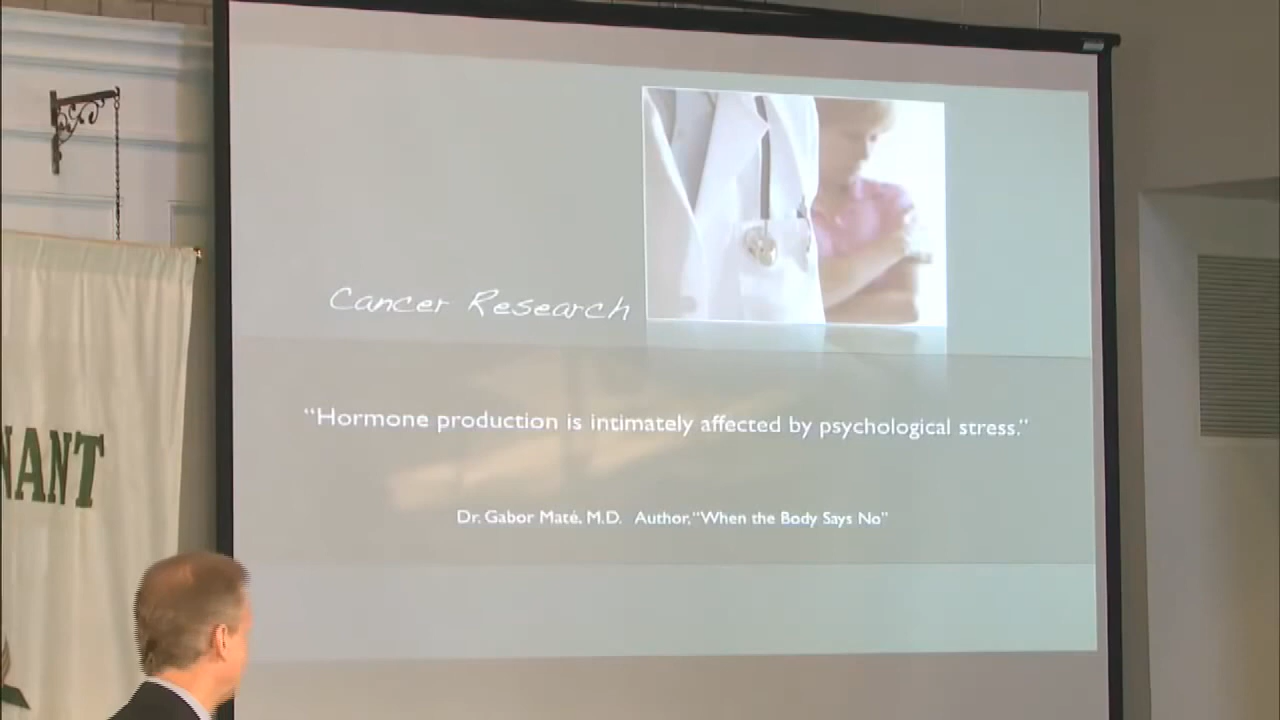 Cancer Research
“Hormone production is intimately affected by psychological stress.”
Dr. Gabor Maté, M.D. Author, “When the Body Says No”
NANT